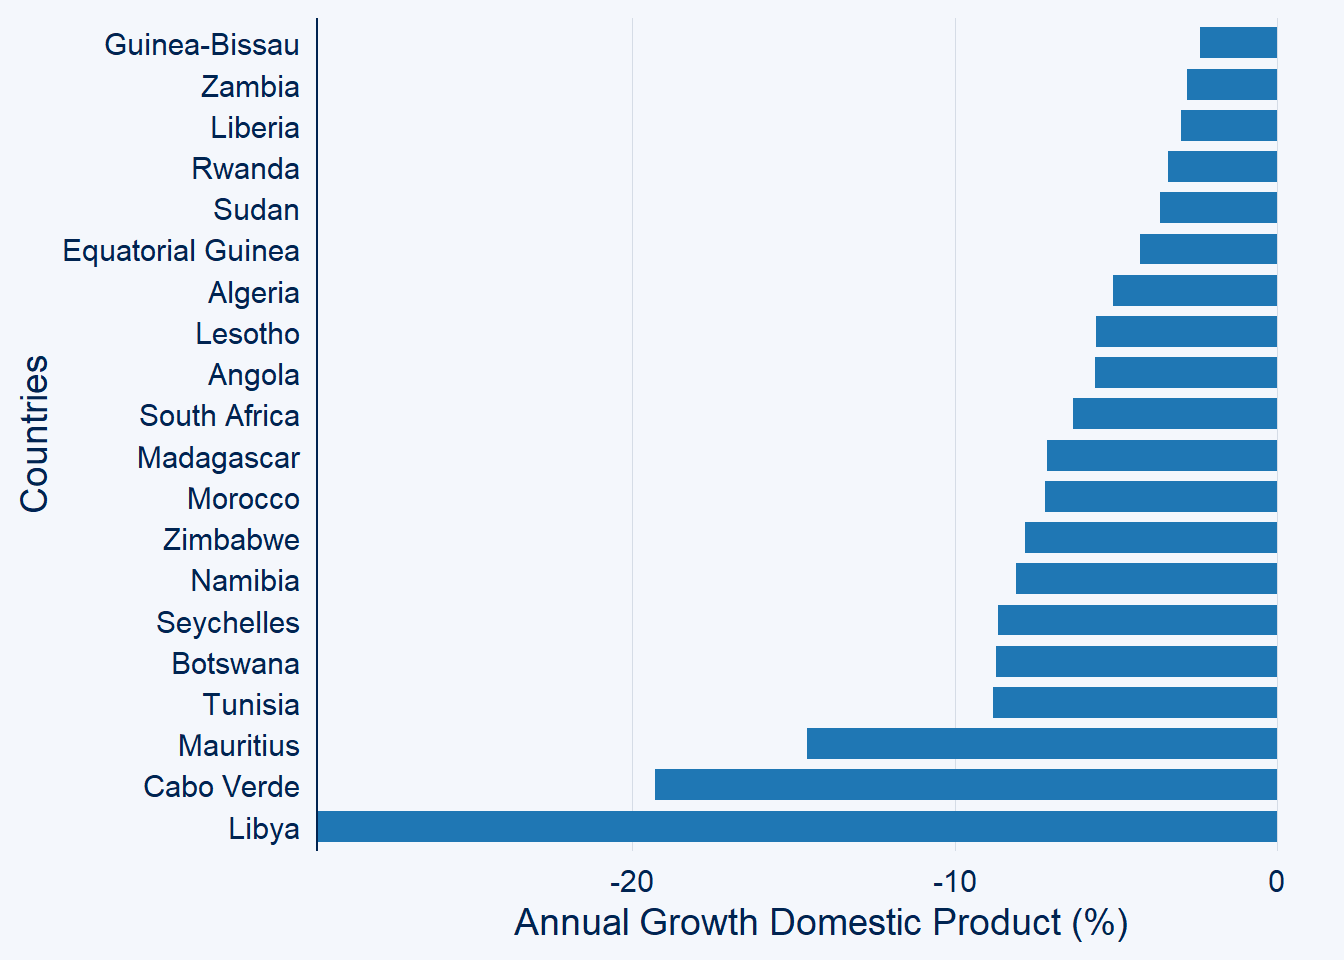 Guinea-Bissau
Zambia
Liberia
Rwanda
Sudan
Equatorial Guinea
Algeria
Lesotho
Angola
South Africa
Madagascar
Morocco
Zimbabwe
Namibia
Seychelles
Botswana
Tunisia
Mauritius
Cabo Verde
Libya
Countries
-20 -10 0
Annual Growth Domestic Product (%)